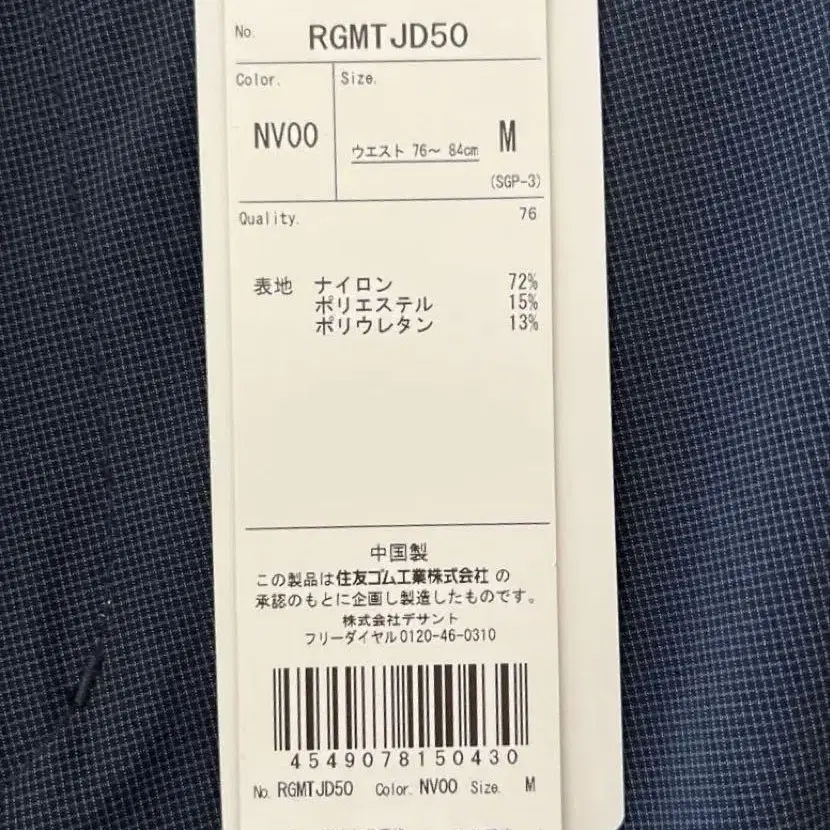 No. RGMTJD50
Color. Size.
NV00 ウエスト 76〜 84cm M
(SGP-3)
Quality. 76
表地 ナイロン 72%
ポリエステル 15%
ポリウレタン 13%
中国製
この製品は住友ゴム工業株式会社 の
承認のもとに企画し製造したものです。
株式会社デサント
フリーダイヤル0120-46-0310
4549078150430
No. RGMTJD50 Color. NV00 Size. M